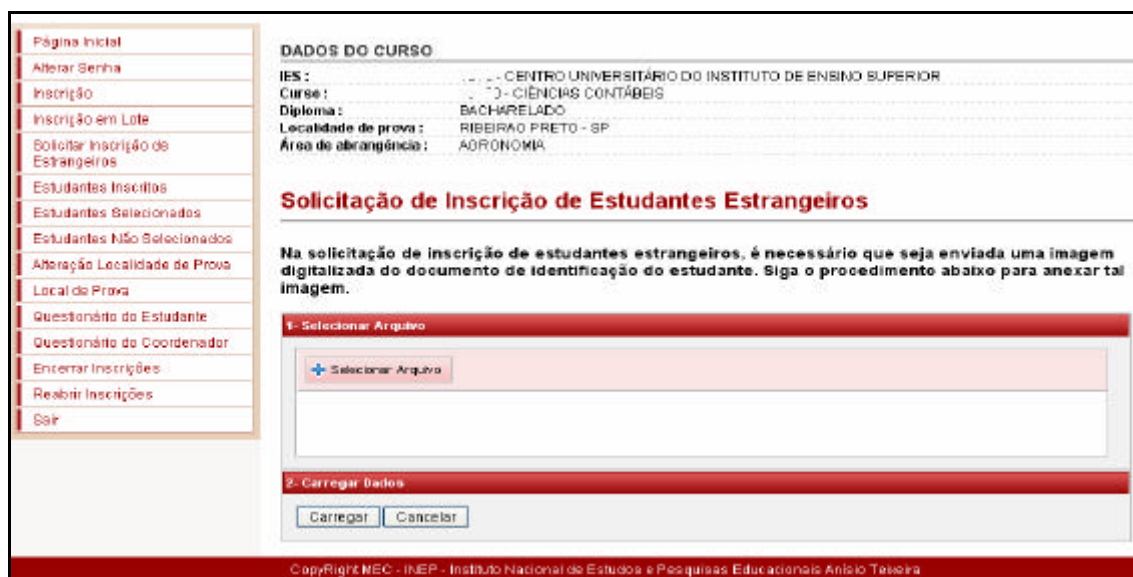 Página Inicial
Alterar Senha
Inscrição
Inscrição em Lote
Solicitar Inscrição de
Estrangeiros
Estudantes Inscritos
Estudantes Selecionados
Estudantes Não Selecionados
Alteração Localidade de Prova
Local de Prova
Questionário do Estudante
Questionário do Coordenador
Encerrar Inscrições
Reabrir Inscrições
Sair
DADOS DO CURSO
IES : - CENTRO UNIVERSITÁRIO DO INSTITUTO DE ENSINO SUPERIOR
Curso : - CIÊNCIAS CONTÁBEIS
Diploma : BACHARELADO
Localidade de prova : RIBEIRAO PRETO - SP
Área de abrangência : AGRONOMIA
Solicitação de Inscrição de Estudantes Estrangeiros
Na solicitação de inscrição de estudantes estrangeiros, é necessário que seja enviada uma imagem
digitalizada do documento de identificação do estudante. Siga o procedimento abaixo para anexar tal
imagem.
1- Selecionar Arquivo
Selecionar Arquivo
2- Carregar Dados
Carregar Cancelar
CopyRight MEC - INEP - Instituto Nacional de Estudos e Pesquisas Educacionais Anísio Teixeira